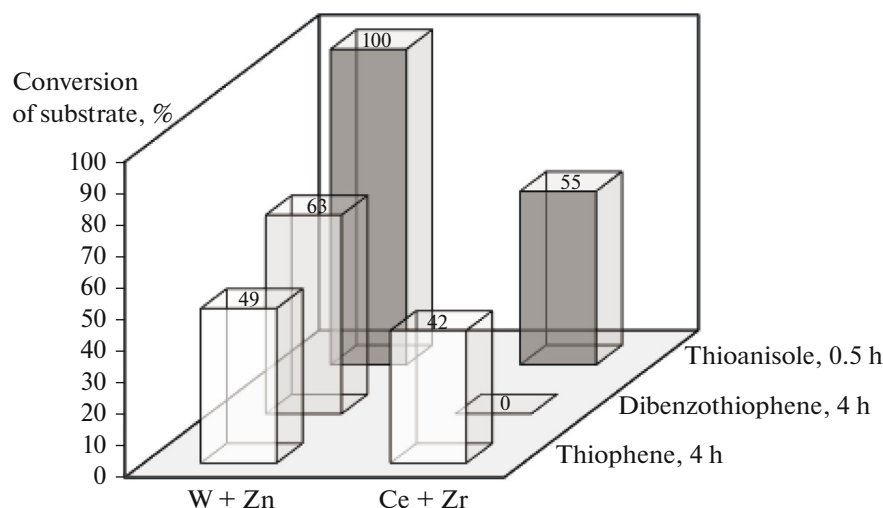 Conversion
of substrate, %
100
90
80
70
60
50
40
30
20
10
0
100
55
63
49
42
0
Thioanisole, 0.5 h
Dibenzothiophene, 4 h
Thiophene, 4 h
W + Zn
Ce + Zr